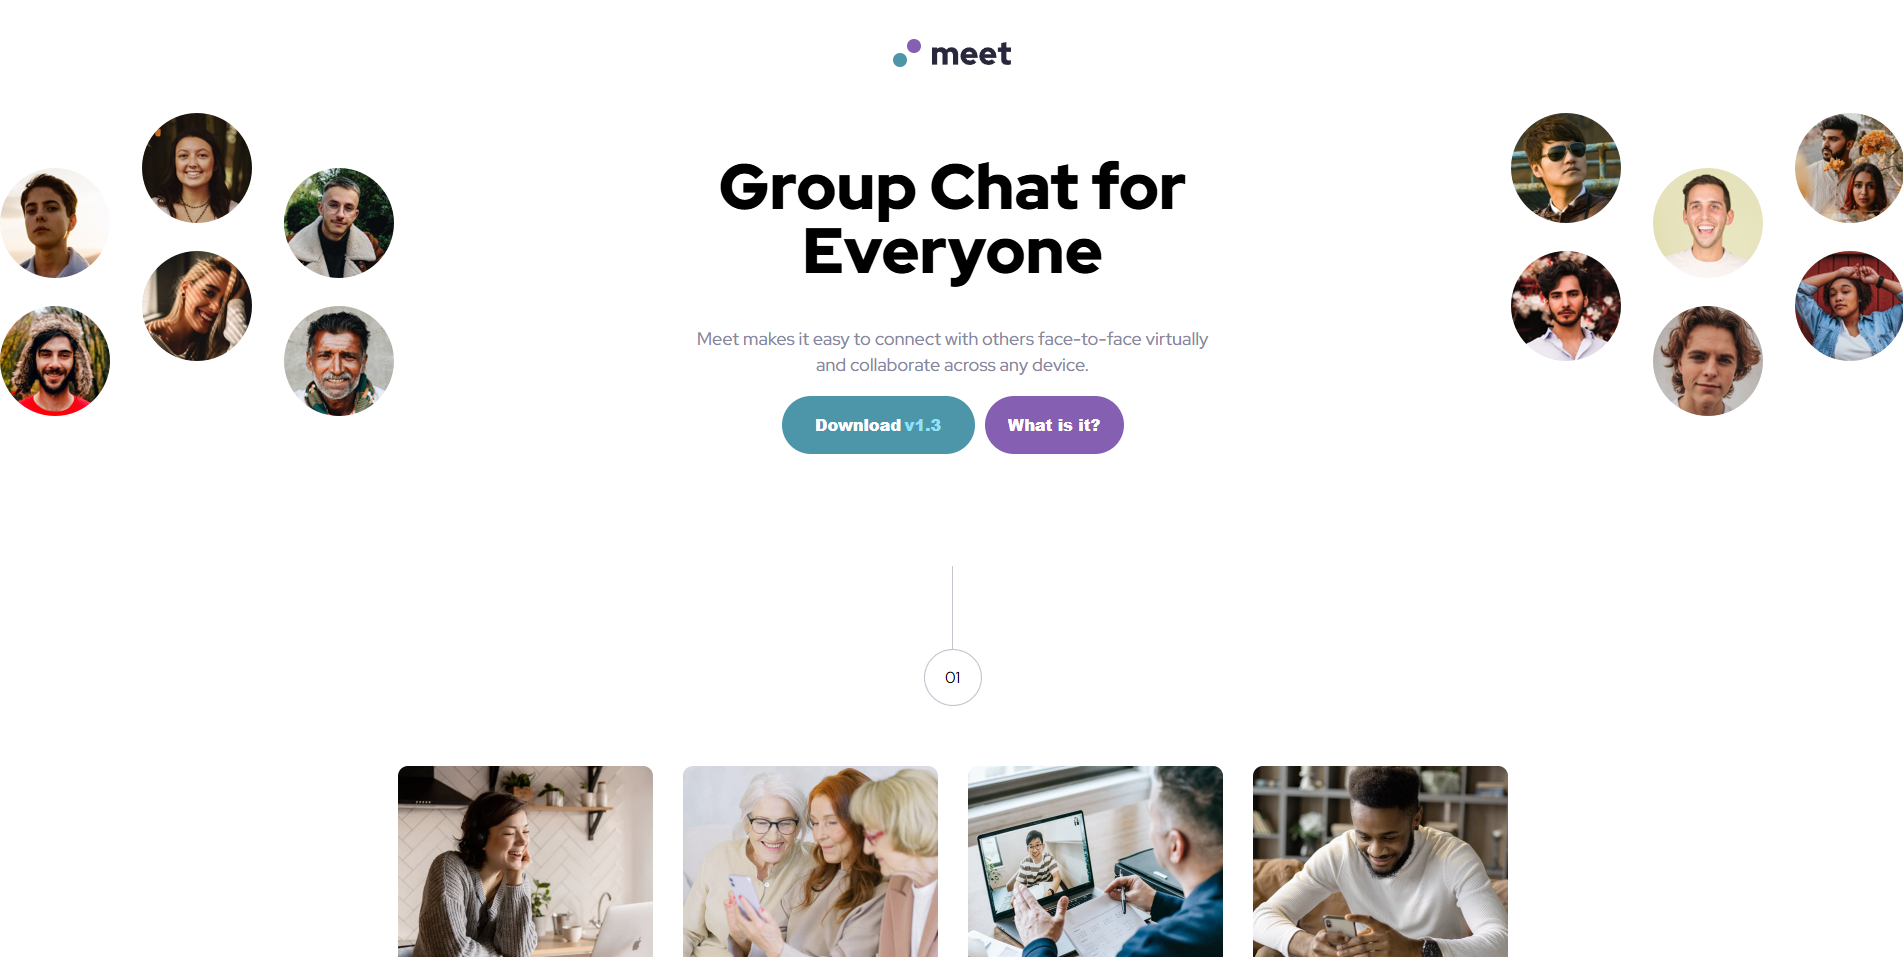 meet
Group Chat for
Everyone
Meet makes it easy to connect with others face-to-face virtually
and collaborate across any device.
Download v1.3
What is it?
01